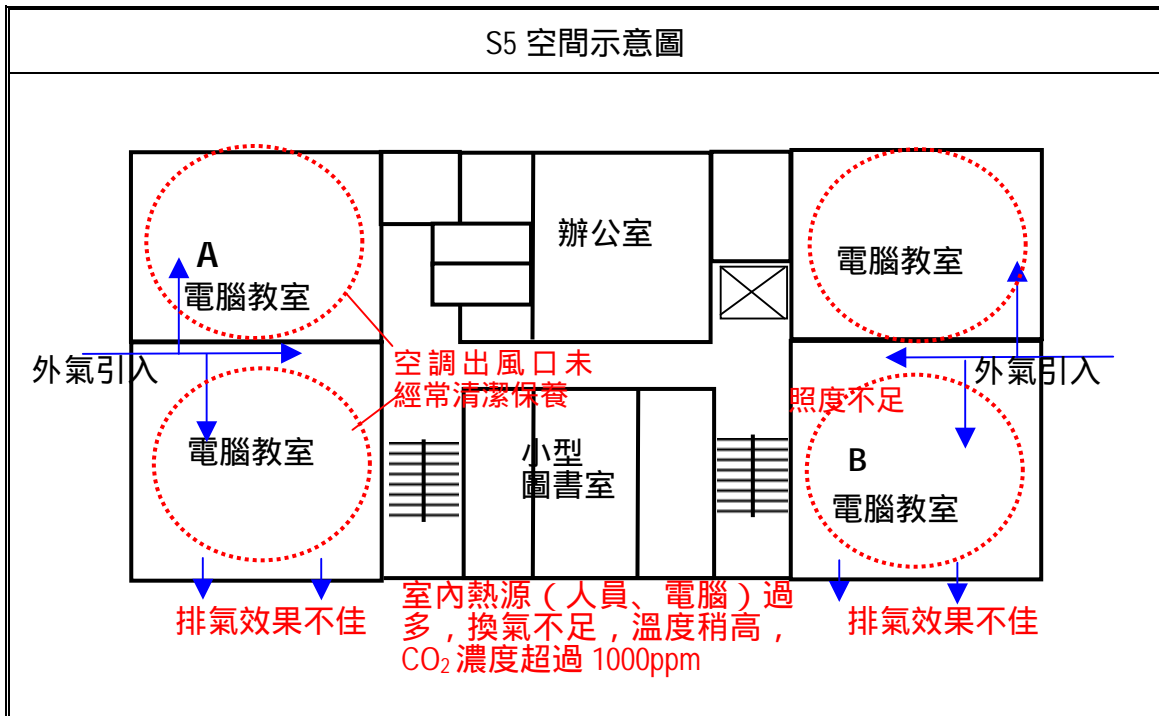 S5 空間示意圖
辦公室
A
電腦教室
電腦教室
空調出風口未
經常清潔保養
外氣引入
外氣引入
照度不足
電腦教室
小型
圖書室
B
電腦教室
排氣效果不佳
室內熱源（人員、電腦）過
多，換氣不足，溫度稍高，
CO₂ 濃度超過 1000ppm
排氣效果不佳